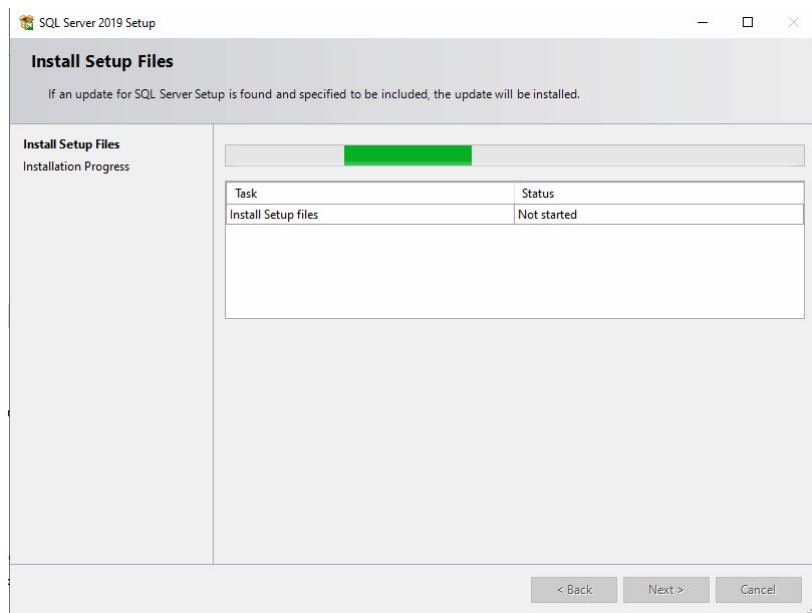 SQL Server 2019 Setup
Install Setup Files
If an update for SQL Server Setup is found and specified to be included, the update will be installed.
Install Setup Files
Installation Progress
Task Status
Install Setup files Not started
< Back Next > Cancel